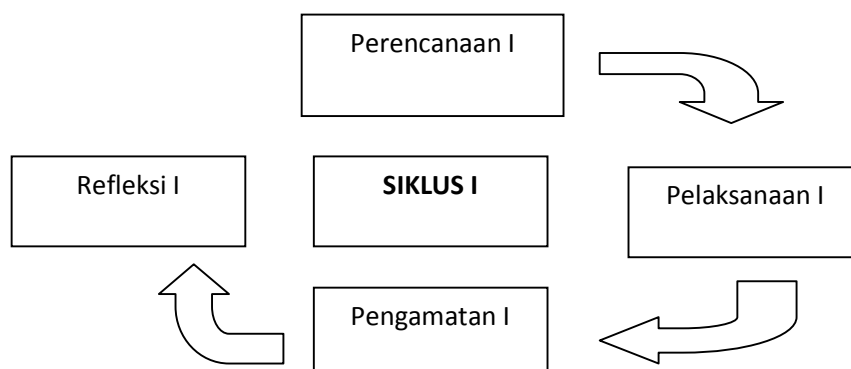 Perencanaan I
Refleksi I
SIKLUS I
Pelaksanaan I
Pengamatan I